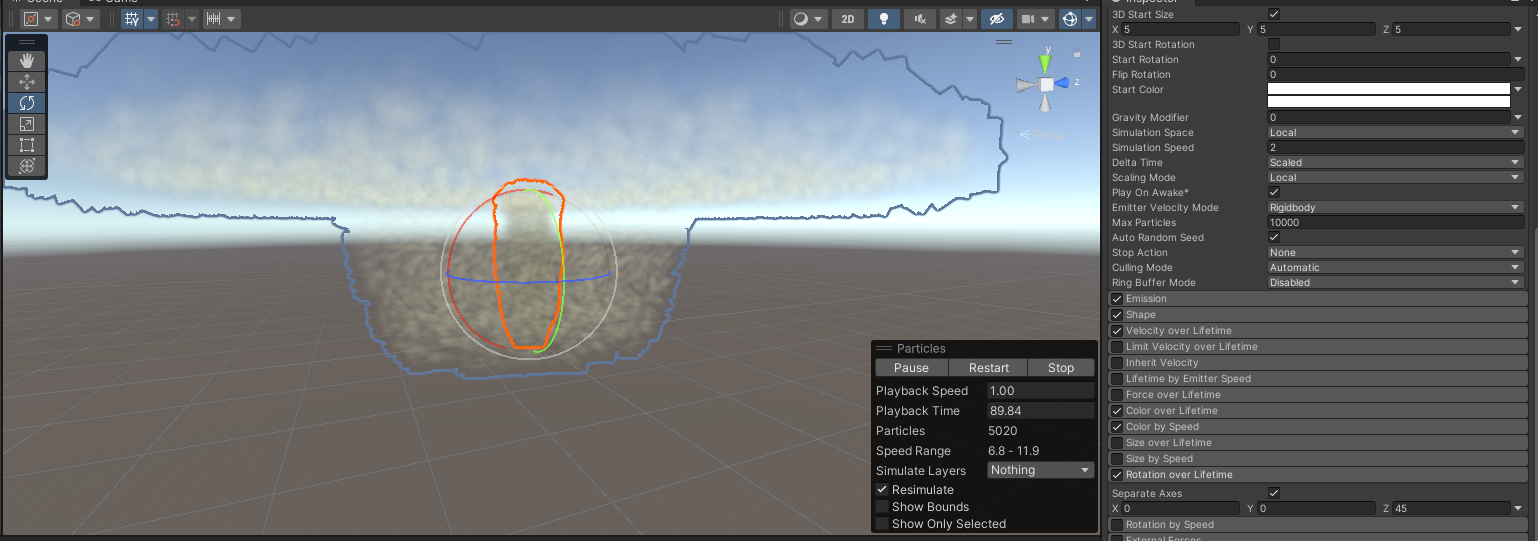 2D
y
z
Particles
Pause Restart Stop
Playback Speed 1.00
Playback Time 89.84
Particles 5020
Speed Range 6.8 - 11.9
Simulate Layers Nothing
Resimulate
Show Bounds
Show Only Selected
Inspector
3D Start Size
X 5 Y 5 Z 5
3D Start Rotation
Start Rotation 0
Flip Rotation 0
Start Color
Gravity Modifier 0
Simulation Space Local
Simulation Speed 2
Delta Time Scaled
Scaling Mode Local
Play On Awake*
Emitter Velocity Mode Rigidbody
Max Particles 10000
Auto Random Seed
Stop Action None
Culling Mode Automatic
Ring Buffer Mode Disabled
Emission
Shape
Velocity over Lifetime
Limit Velocity over Lifetime
Inherit Velocity
Lifetime by Emitter Speed
Force over Lifetime
Color over Lifetime
Color by Speed
Size over Lifetime
Size by Speed
Rotation over Lifetime
Separate Axes
X 0 Y 0 Z 45
Rotation by Speed
External Forces